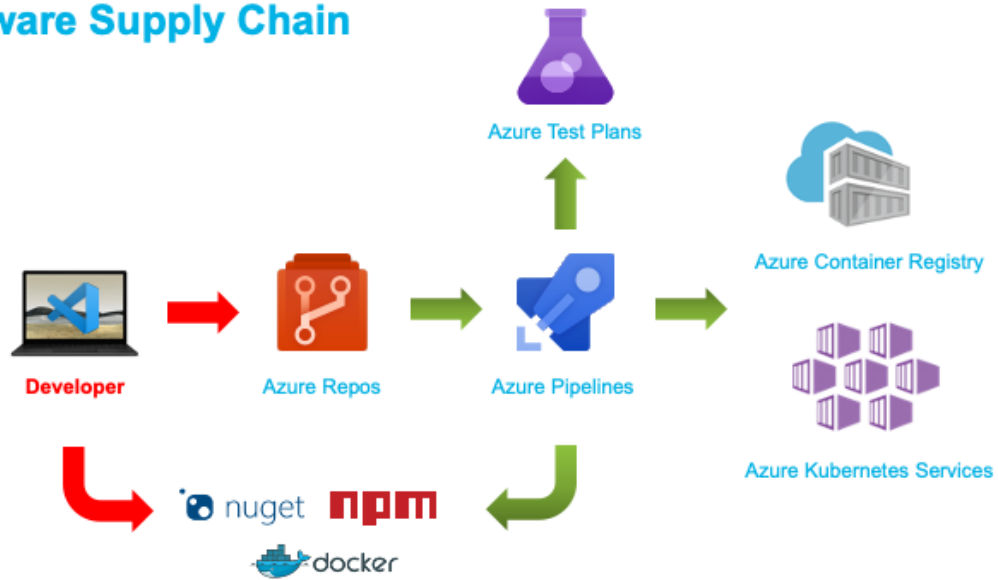 ware Supply Chain
Azure Test Plans
Azure Container Registry
Developer
Azure Repos
Azure Pipelines
Azure Kubernetes Services
nuget
npm
docker